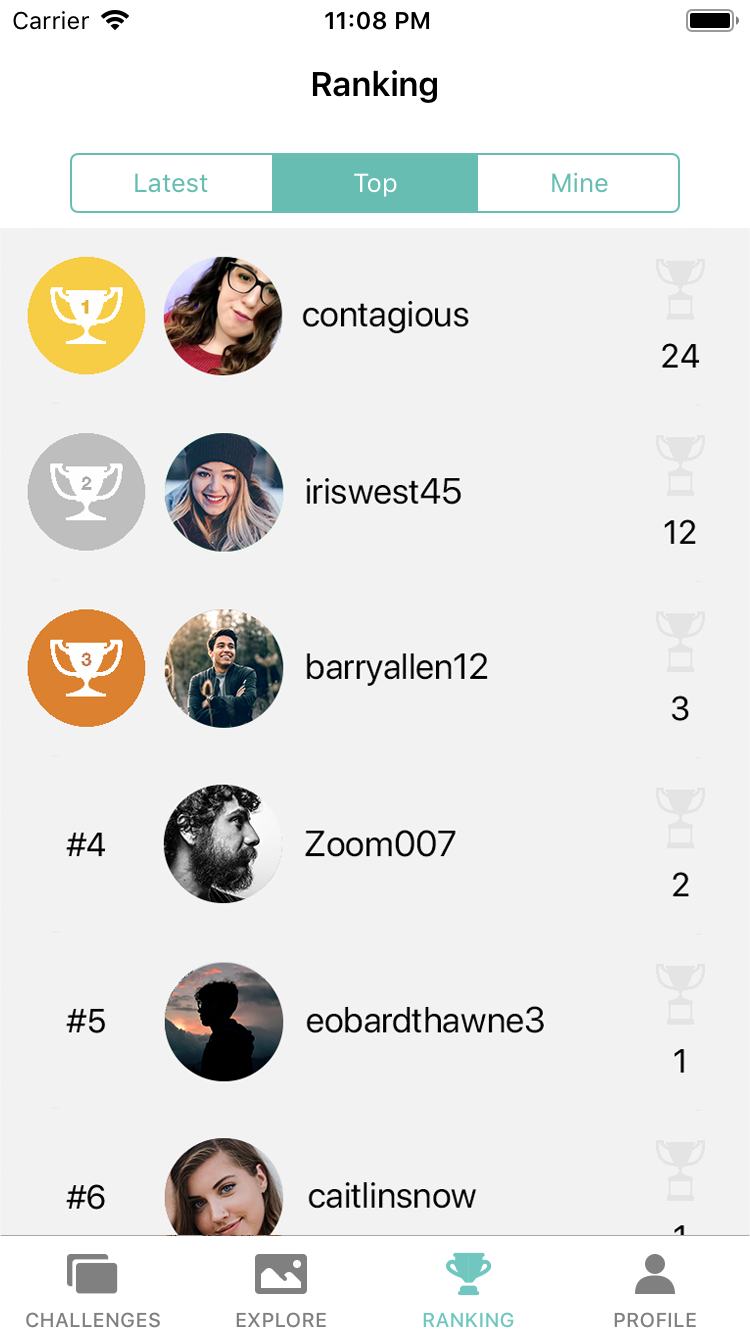 Carrier 11:08 PM
Ranking
Latest Top Mine
1 contagious
24
2 iriswest45
12
3 barryallen12
3
#4 Zoom007
2
#5 eobardthawne3
1
#6 caitlinsnow
1
CHALLENGES EXPLORE RANKING PROFILE